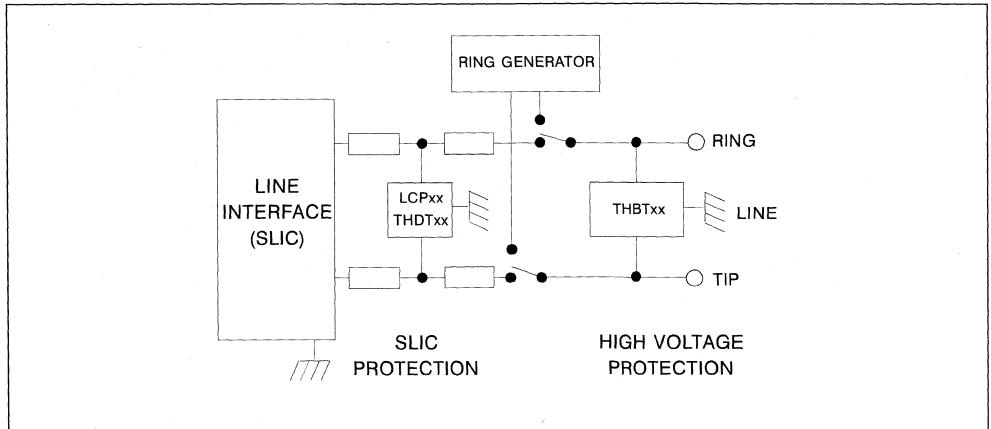 RING GENERATOR
RING
LINE
INTERFACE
(SLIC)
LCPxx
THDTxx
THBTxx
LINE
TIP
SLIC
PROTECTION
HIGH VOLTAGE
PROTECTION